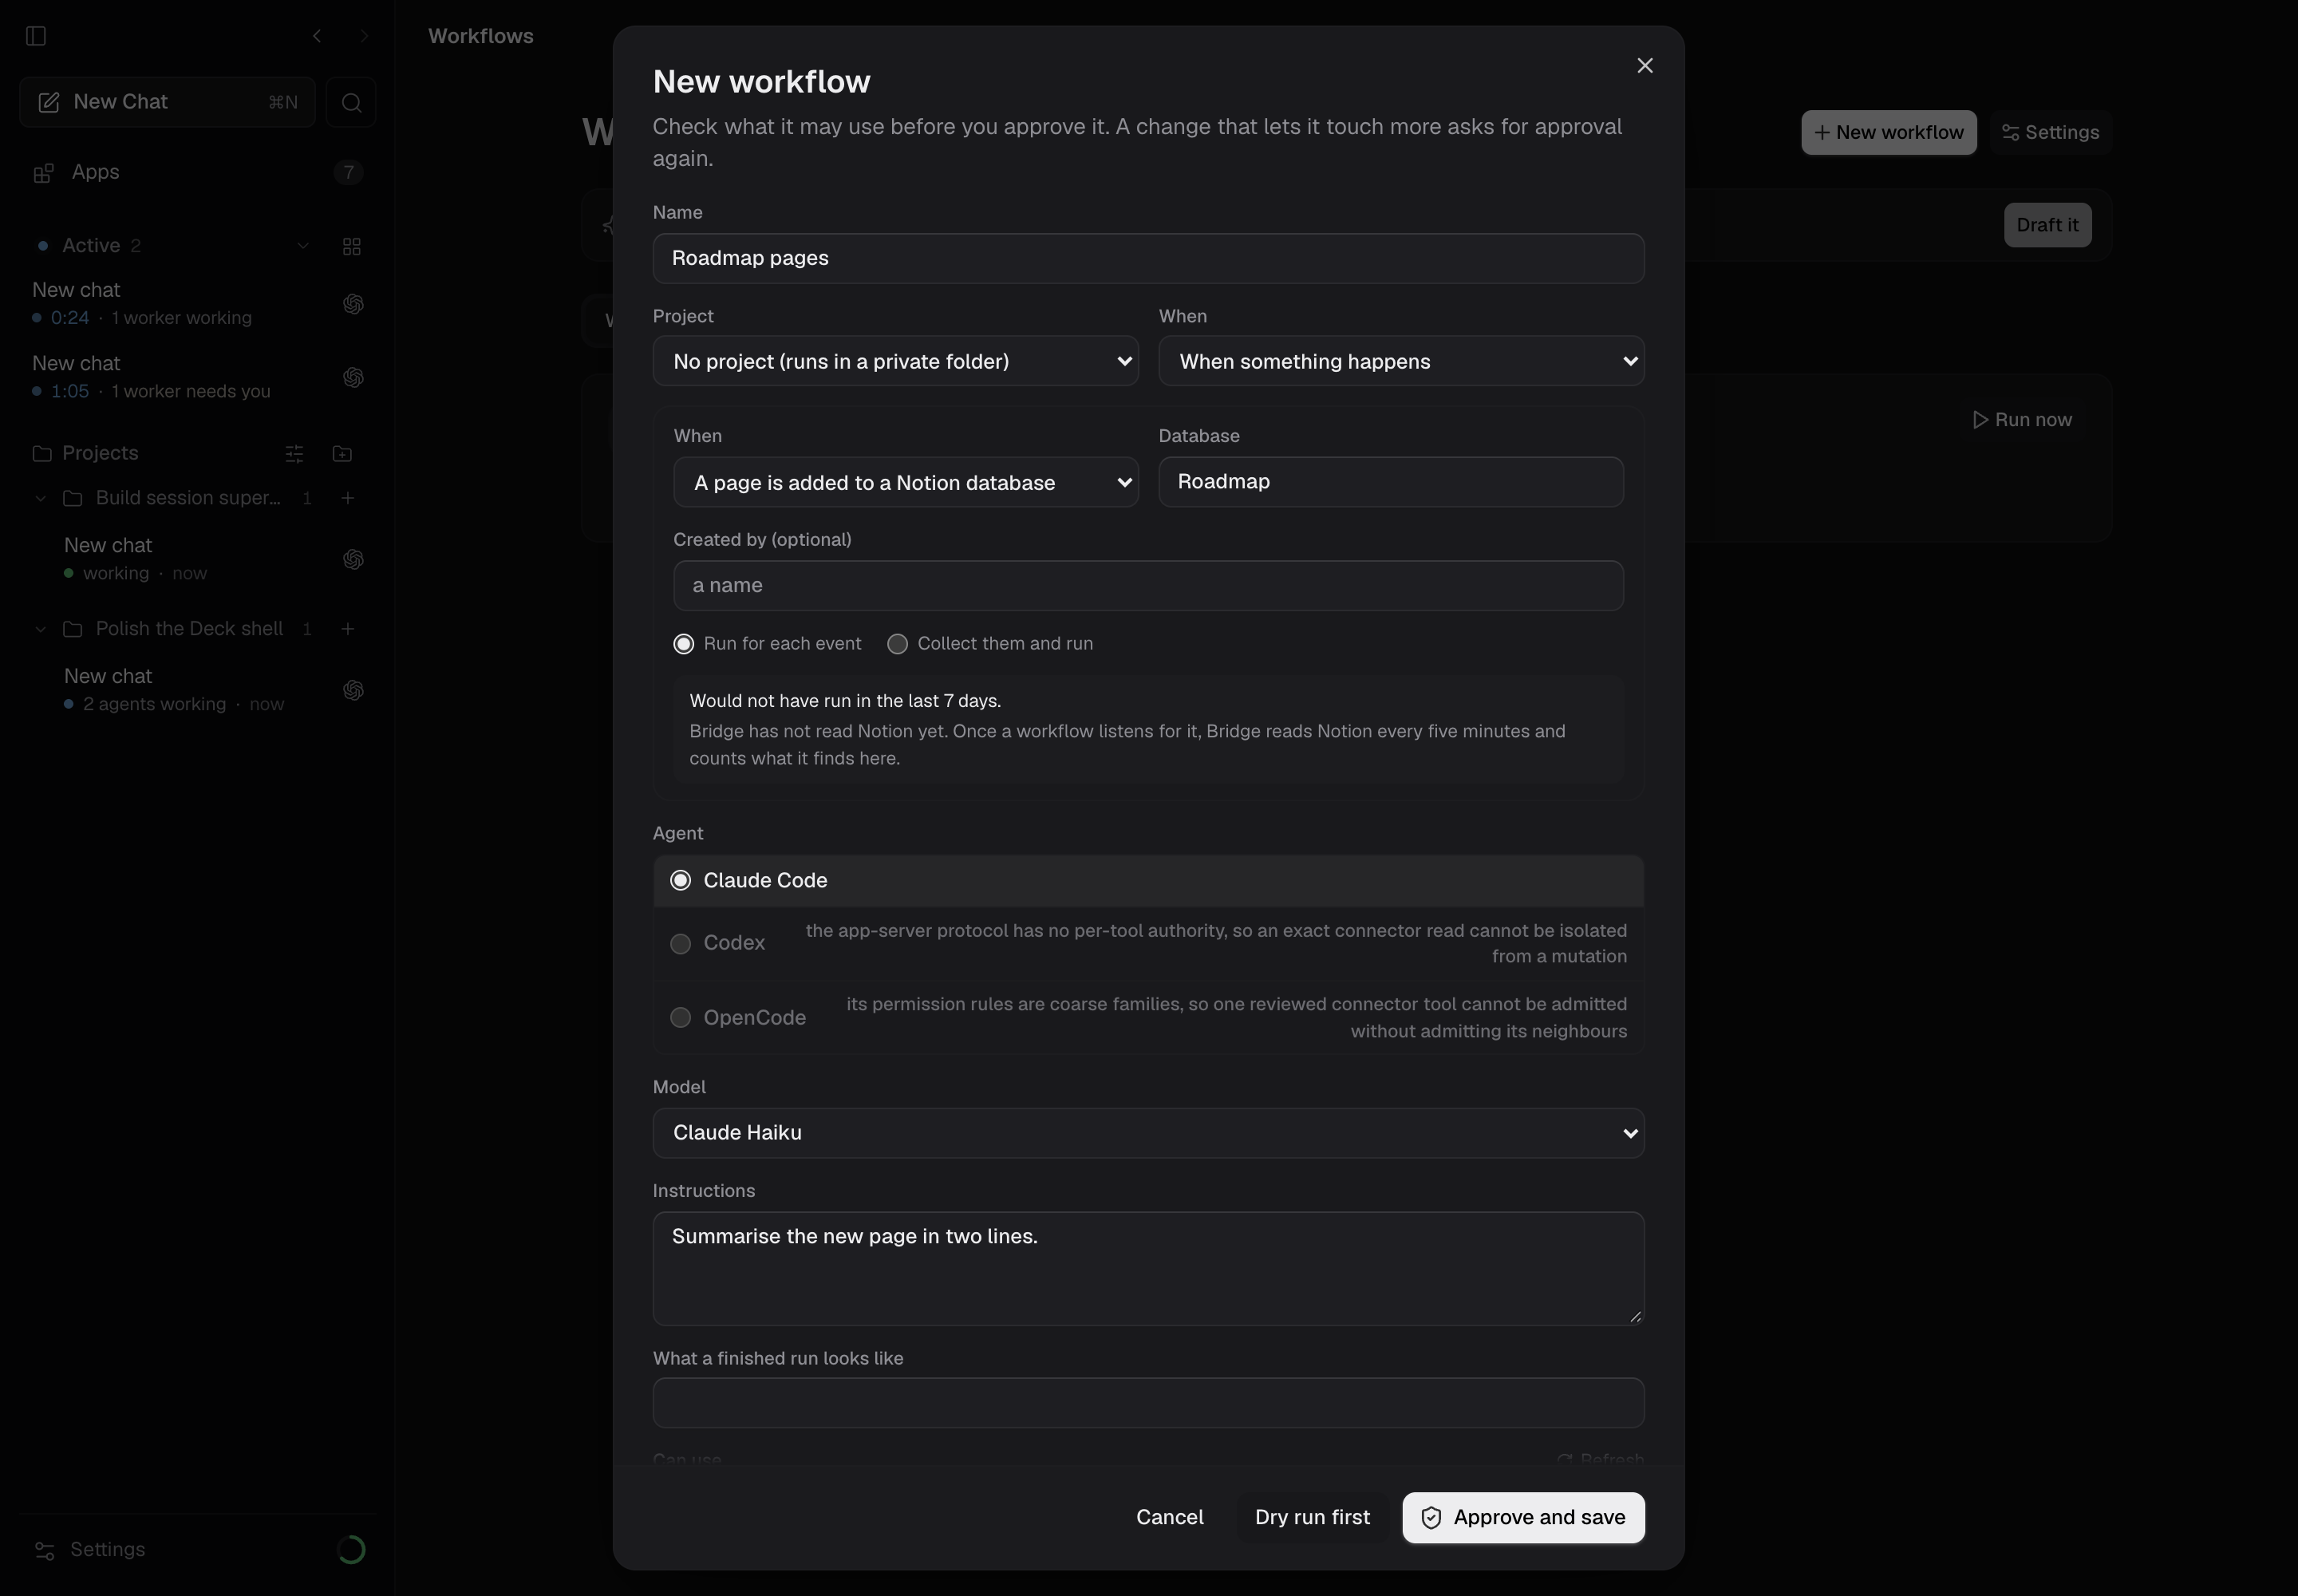 Workflows
New Chat ⌘N
Apps 7
Active 2
New chat
0:24 · 1 worker working
New chat
1:05 · 1 worker needs you
Projects
Build session super... 1
New chat
working · now
Polish the Deck shell 1
New chat
2 agents working · now
Settings
W
New workflow
Settings
Draft it
Run now
New workflow
Check what it may use before you approve it. A change that lets it touch more asks for approval
again.
Name
Roadmap pages
Project
When
No project (runs in a private folder)
When something happens
When
Database
A page is added to a Notion database
Roadmap
Created by (optional)
a name
Run for each event
Collect them and run
Would not have run in the last 7 days.
Bridge has not read Notion yet. Once a workflow listens for it, Bridge reads Notion every five minutes and
counts what it finds here.
Agent
Claude Code
Codex
the app-server protocol has no per-tool authority, so an exact connector read cannot be isolated
from a mutation
OpenCode
its permission rules are coarse families, so one reviewed connector tool cannot be admitted
without admitting its neighbours
Model
Claude Haiku
Instructions
Summarise the new page in two lines.
What a finished run looks like
Can use
Refresh
Cancel
Dry run first
Approve and save